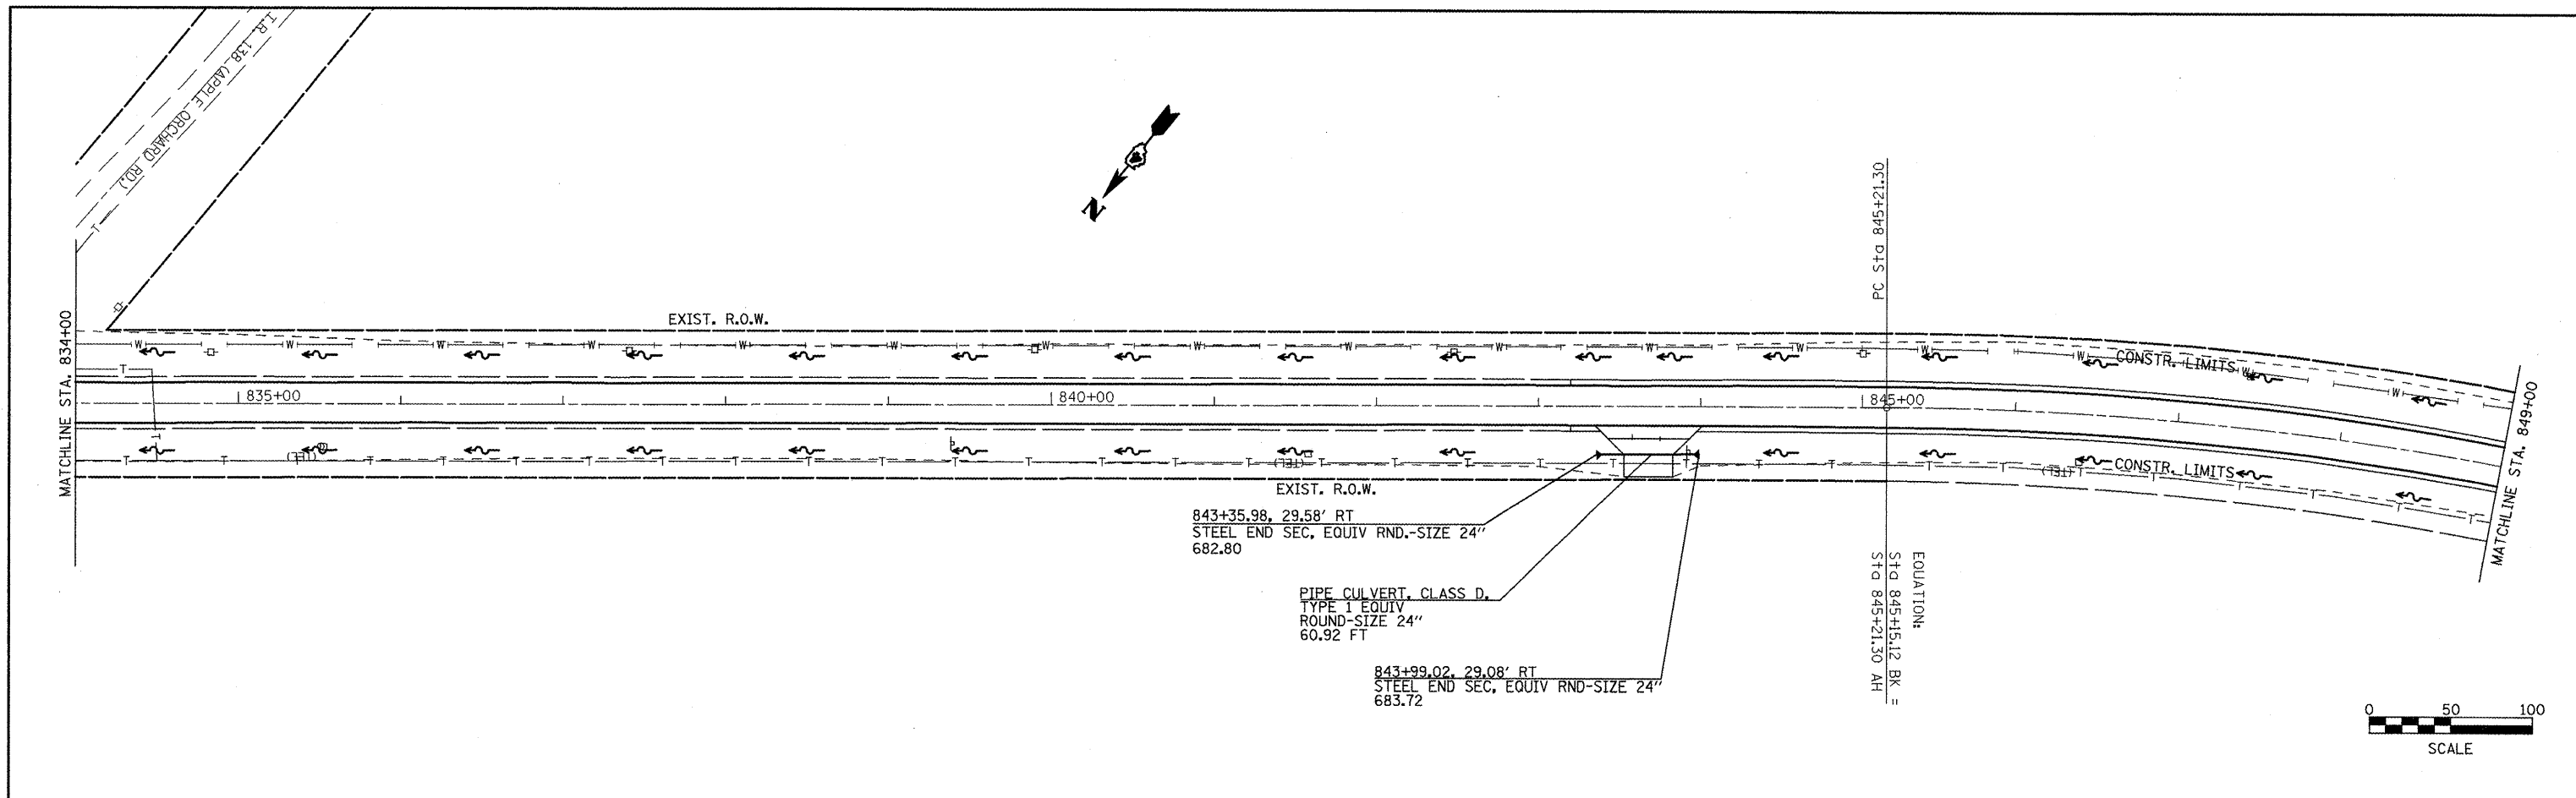 T.R. 138 (APPLE ORCHARD RD.)
T
N
PC Sta 845+21.30
EXIST. R.O.W.
MATCHLINE STA. 834+00
W W W W W W W W W W W W W W W W
CONSTR. LIMITS
T
835+00
840+00
845+00
MATCHLINE STA. 849+00
(TEL)
(TEL)
(TEL)
T T T T T T T T T T T T T T T T T T T T T T T T T T T T T T
CONSTR. LIMITS
EXIST. R.O.W.
843+35.98, 29.58' RT
STEEL END SEC, EQUIV RND.-SIZE 24"
682.80
PIPE CULVERT, CLASS D,
TYPE 1 EQUIV
ROUND-SIZE 24"
60.92 FT
843+99.02, 29.08' RT
STEEL END SEC, EQUIV RND-SIZE 24"
683.72
EQUATION:
Sta 845+15.12 BK =
Sta 845+21.30 AH
0 50 100
SCALE